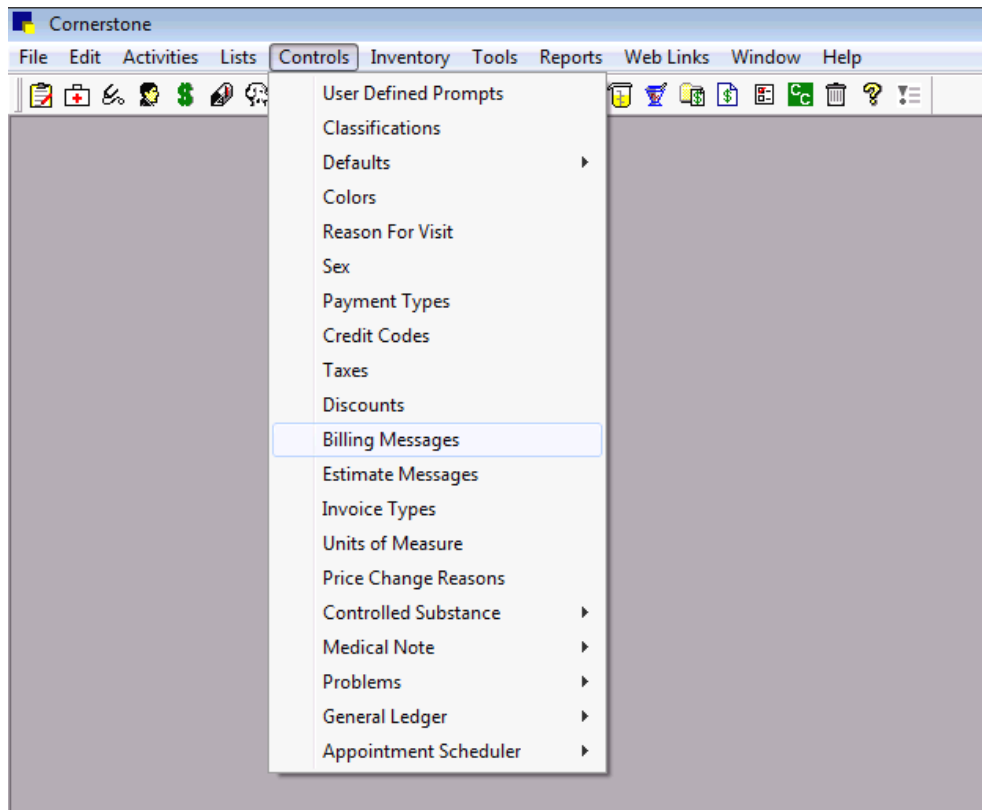 Cornerstone
File Edit Activities Lists Controls Inventory Tools Reports Web Links Window Help
User Defined Prompts
Classifications
Defaults
Colors
Reason For Visit
Sex
Payment Types
Credit Codes
Taxes
Discounts
Billing Messages
Estimate Messages
Invoice Types
Units of Measure
Price Change Reasons
Controlled Substance
Medical Note
Problems
General Ledger
Appointment Scheduler